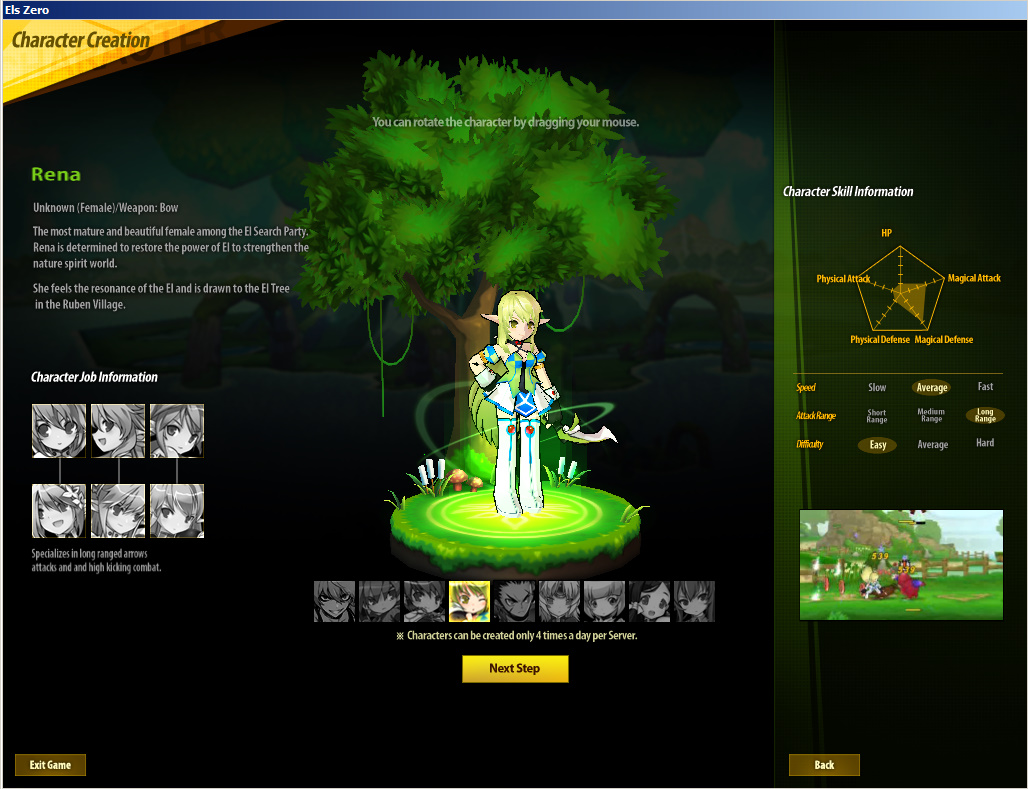 Els Zero
Character Creation
You can rotate the character by dragging your mouse.
Rena
Unknown (Female)/Weapon: Bow
The most mature and beautiful female among the El Search Party.
Rena is determined to restore the power of El to strengthen the
nature spirit world.
She feels the resonance of the El and is drawn to the El Tree
in the Ruben Village.
Character Job Information
Specializes in long ranged arrows
attacks and and high kicking combat.
※ Characters can be created only 4 times a day per Server.
Next Step
Exit Game
Character Skill Information
HP
Physical Attack
Magical Attack
Physical Defense
Magical Defense
Speed Slow Average Fast
Attack Range Short Range Medium Range Long Range
Difficulty Easy Average Hard
539
539
Back